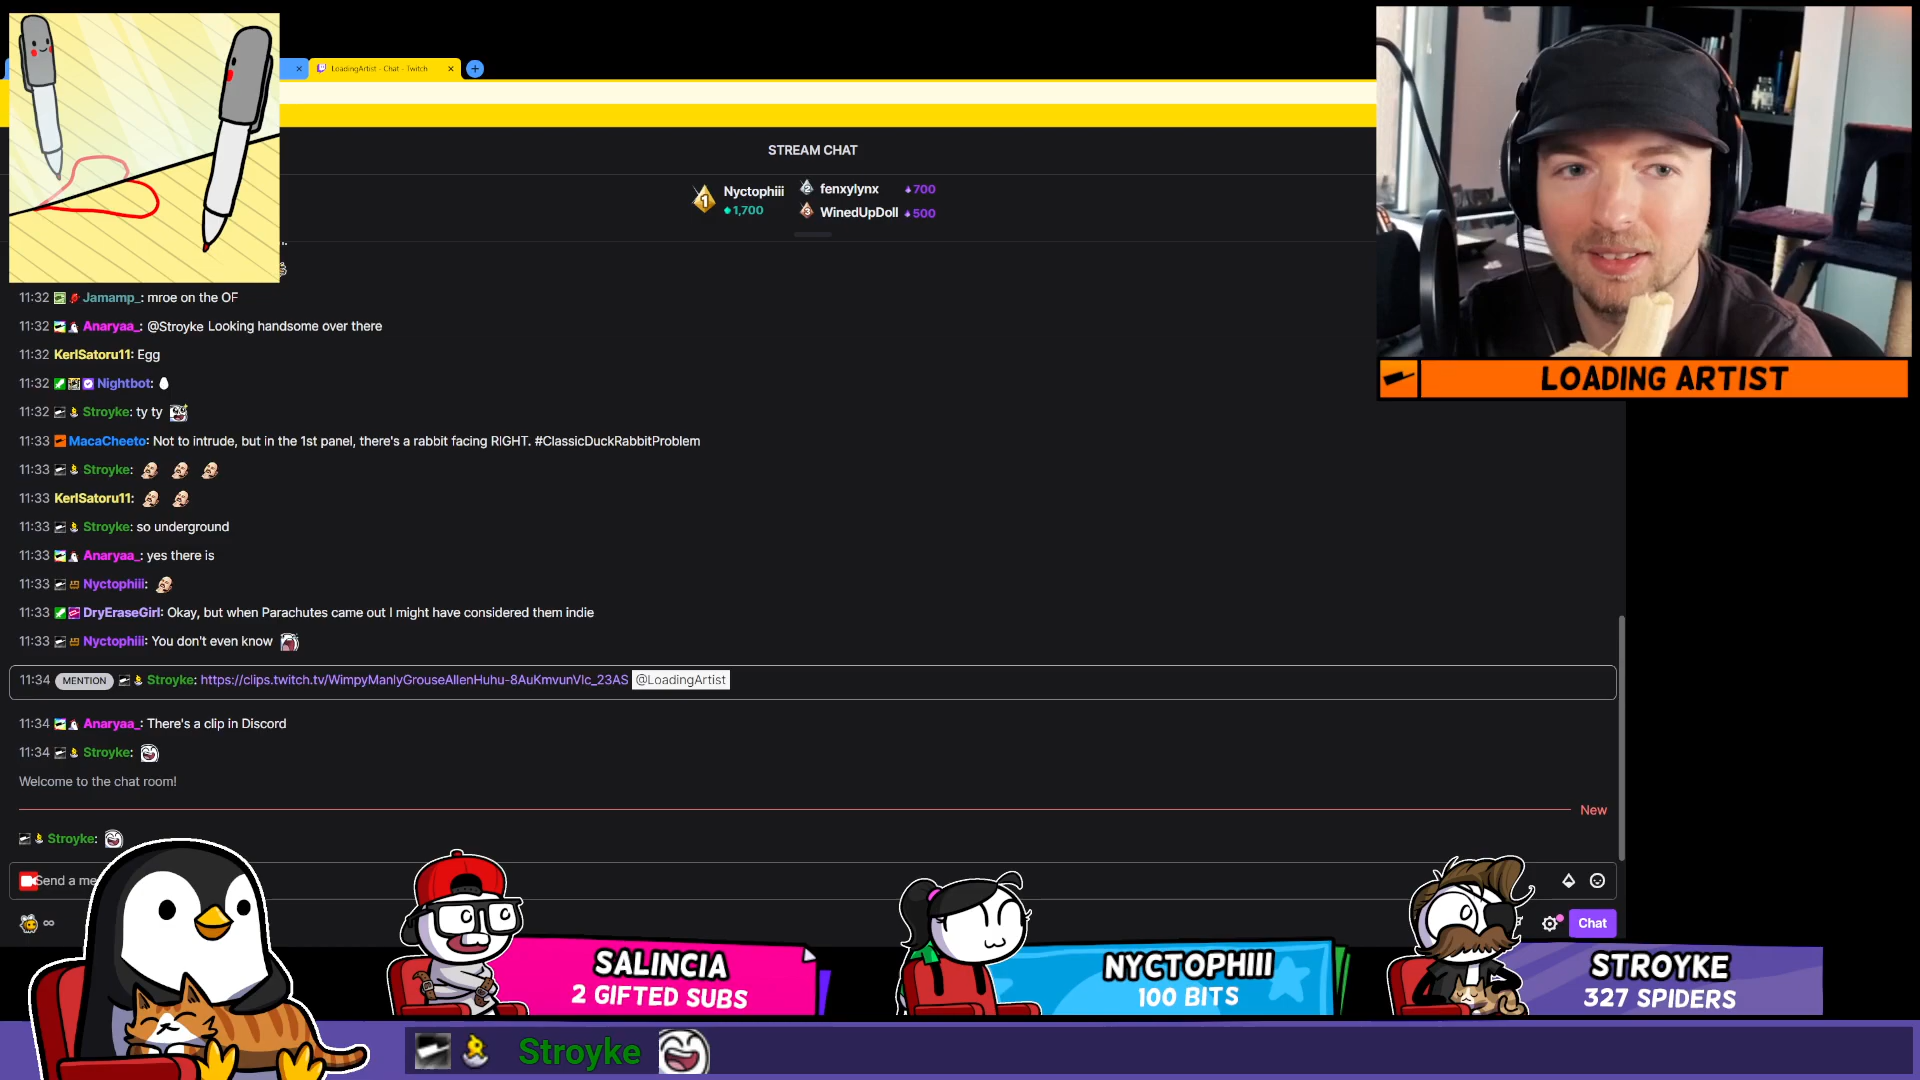 LoadingArtist - Chat - Twitch
STREAM CHAT
1 Nyctophiii 1,700
2 fenxylynx 700
3 WinedUpDoll 500
11:32 Jamamp_: mroe on the OF
11:32 Anaryaa_: @Stroyke Looking handsome over there
11:32 KerlSatoru11: Egg
11:32 Nightbot:
11:32 Stroyke: ty ty
11:33 MacaCheeto: Not to intrude, but in the 1st panel, there's a rabbit facing RIGHT. #ClassicDuckRabbitProblem
11:33 Stroyke:
11:33 KerlSatoru11:
11:33 Stroyke: so underground
11:33 Anaryaa_: yes there is
11:33 Nyctophiii:
11:33 DryEraseGirl: Okay, but when Parachutes came out I might have considered them indie
11:33 Nyctophiii: You don't even know
11:34 MENTION Stroyke: https://clips.twitch.tv/WimpyManlyGrouseAllenHuhu-8AuKmvunVlc_23AS @LoadingArtist
11:34 Anaryaa_: There's a clip in Discord
11:34 Stroyke:
Welcome to the chat room!
New
Stroyke:
Send a me
Chat
LOADING ARTIST
SALINCIA
2 GIFTED SUBS
NYCTOPHIII
100 BITS
STROYKE
327 SPIDERS
Stroyke